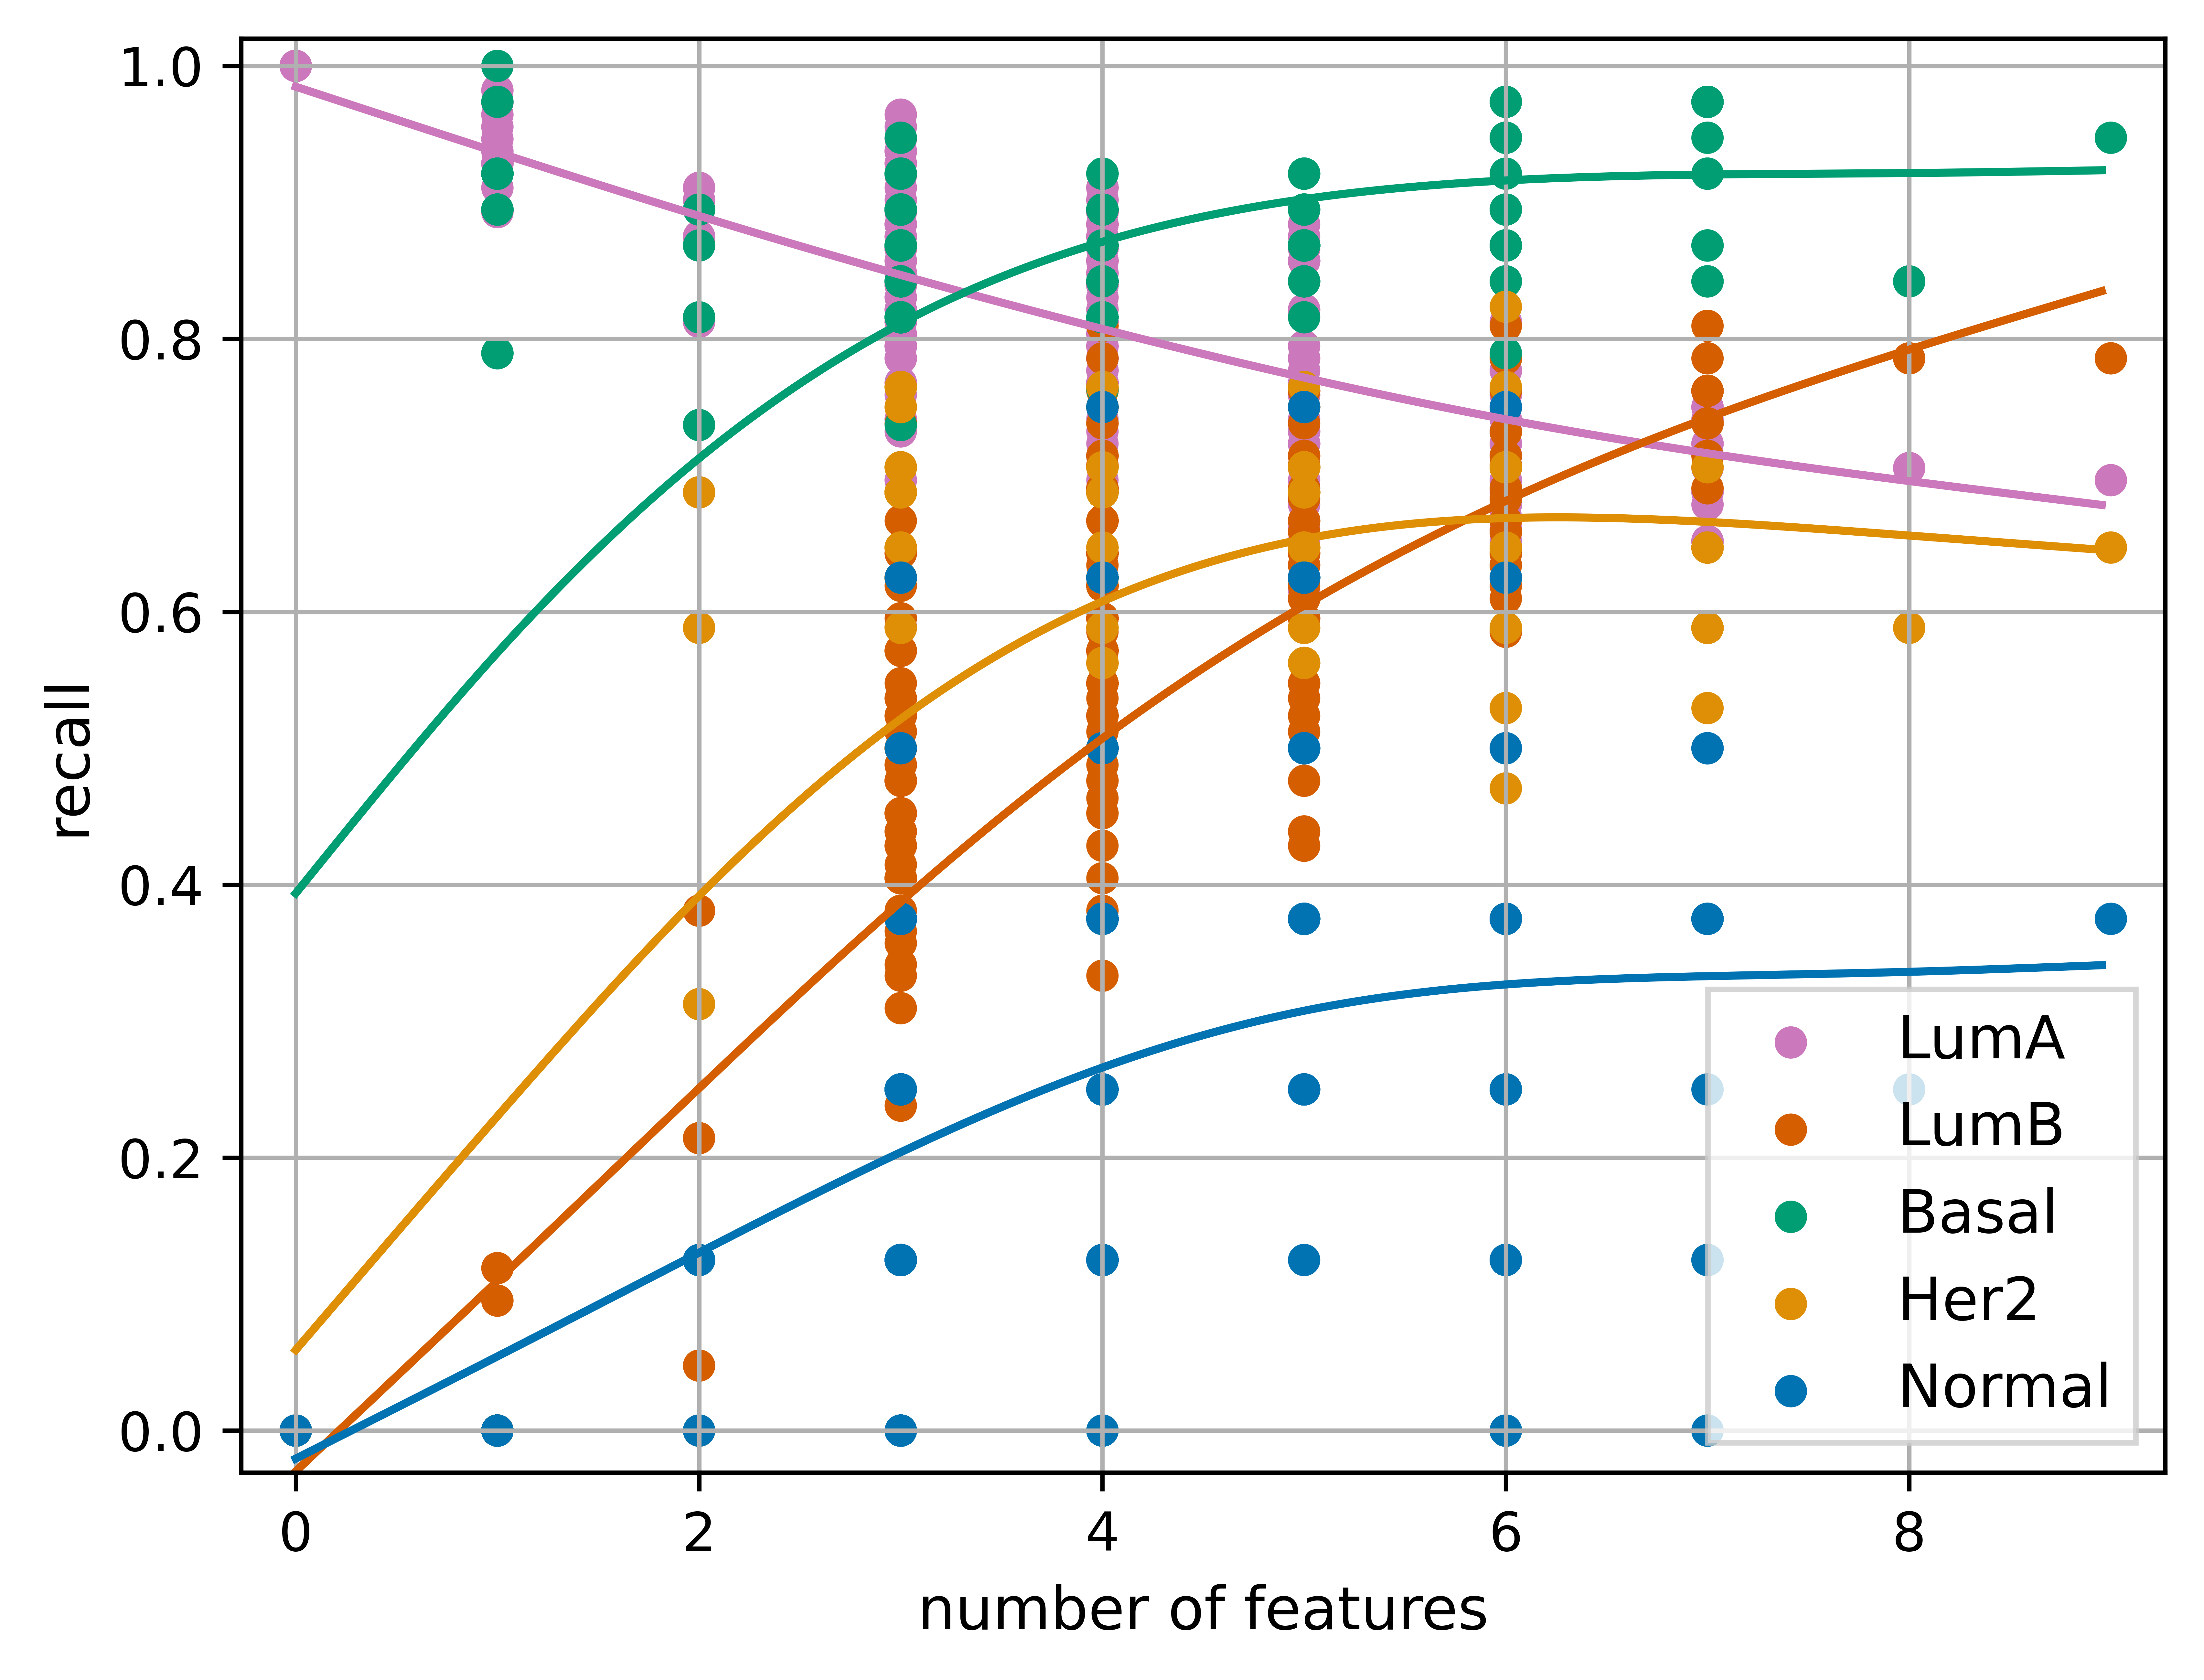 1.0
0.8
0.6
0.4
0.2
0.0
recall
0 2 4 6 8
number of features
LumA
LumB
Basal
Her2
Normal